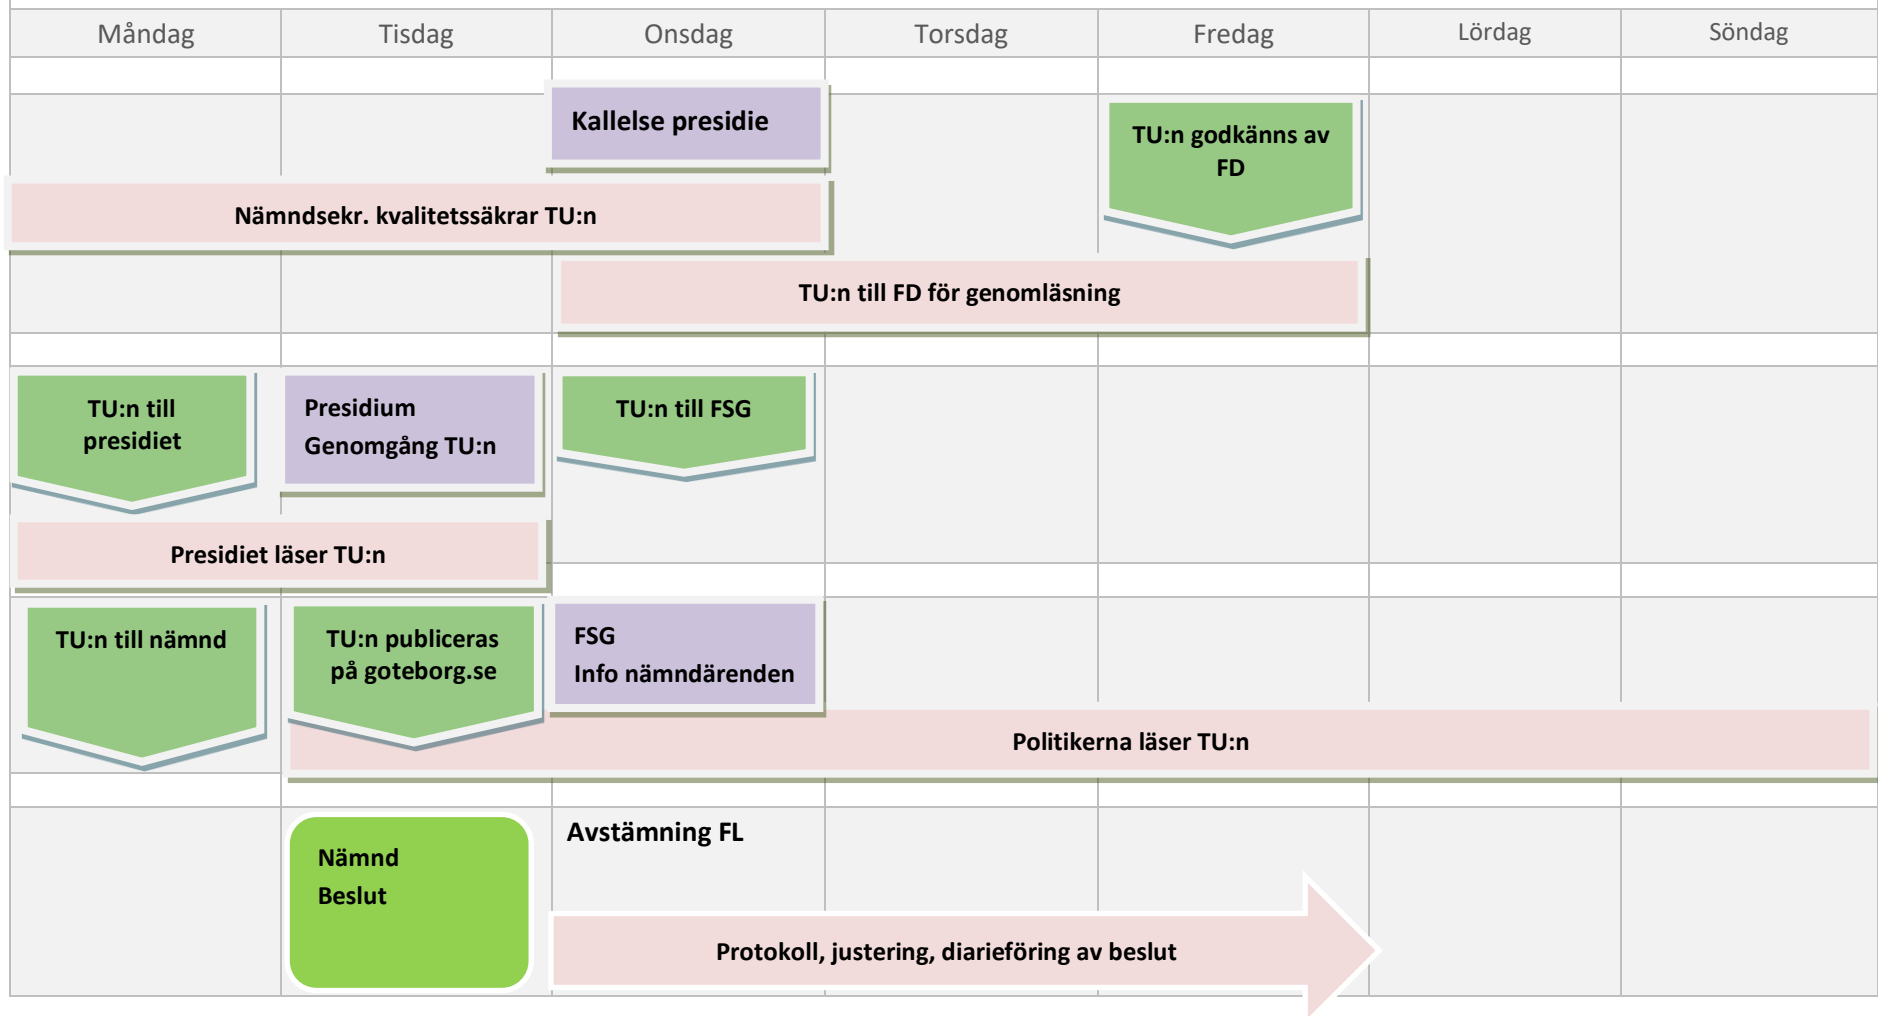 Måndag
Tisdag
Onsdag
Torsdag
Fredag
Lördag
Söndag
Kallelse presidie
TU:n godkänns av
FD
Nämndsekr. kvalitetssäkrar TU:n
TU:n till FD för genomläsning
TU:n till
presidiet
Presidium
Genomgång TU:n
TU:n till FSG
Presidiet läser TU:n
TU:n till nämnd
TU:n publiceras
på goteborg.se
FSG
Info nämndärenden
Politikerna läser TU:n
Nämnd
Beslut
Avstämning FL
Protokoll, justering, diarieföring av beslut